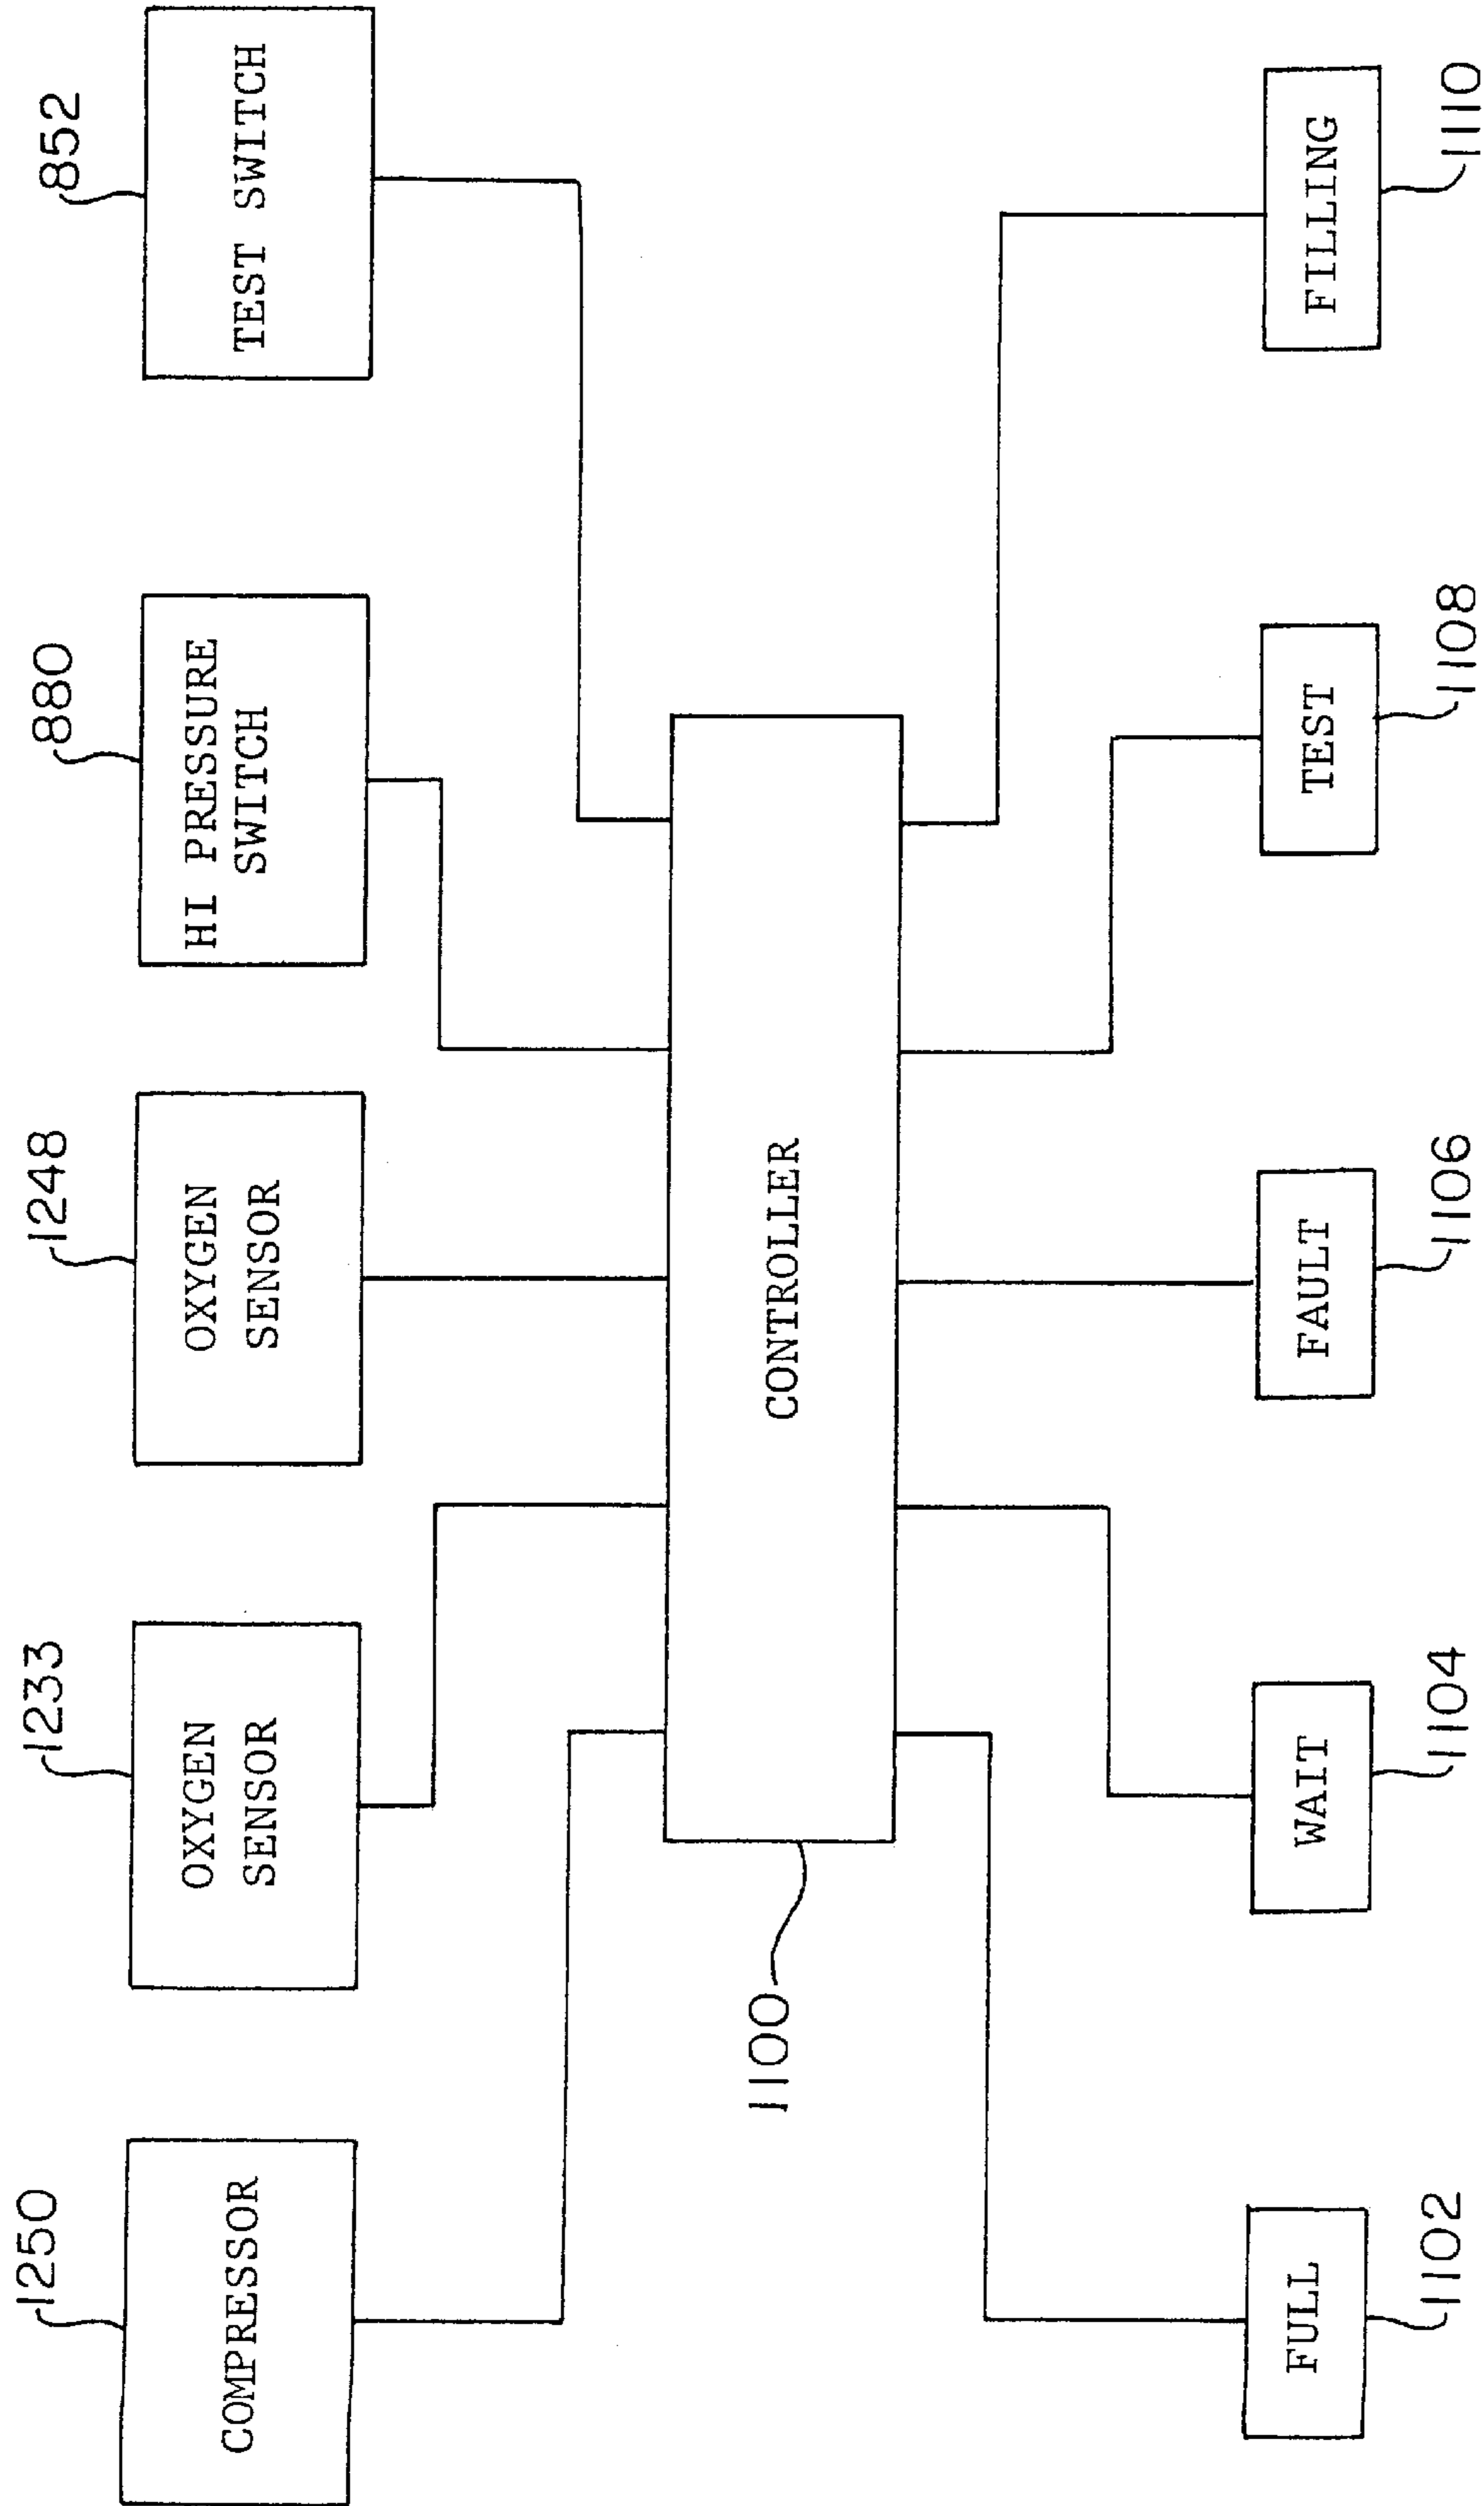 1250
1233
1248
880
852
COMPRESSOR
OXYGEN
SENSOR
OXYGEN
SENSOR
HI PRESSURE
SWITCH
TEST SWITCH
1100
CONTROLLER
FULL
WAIT
FAULT
TEST
FILLING
1102
1104
1106
1108
1110